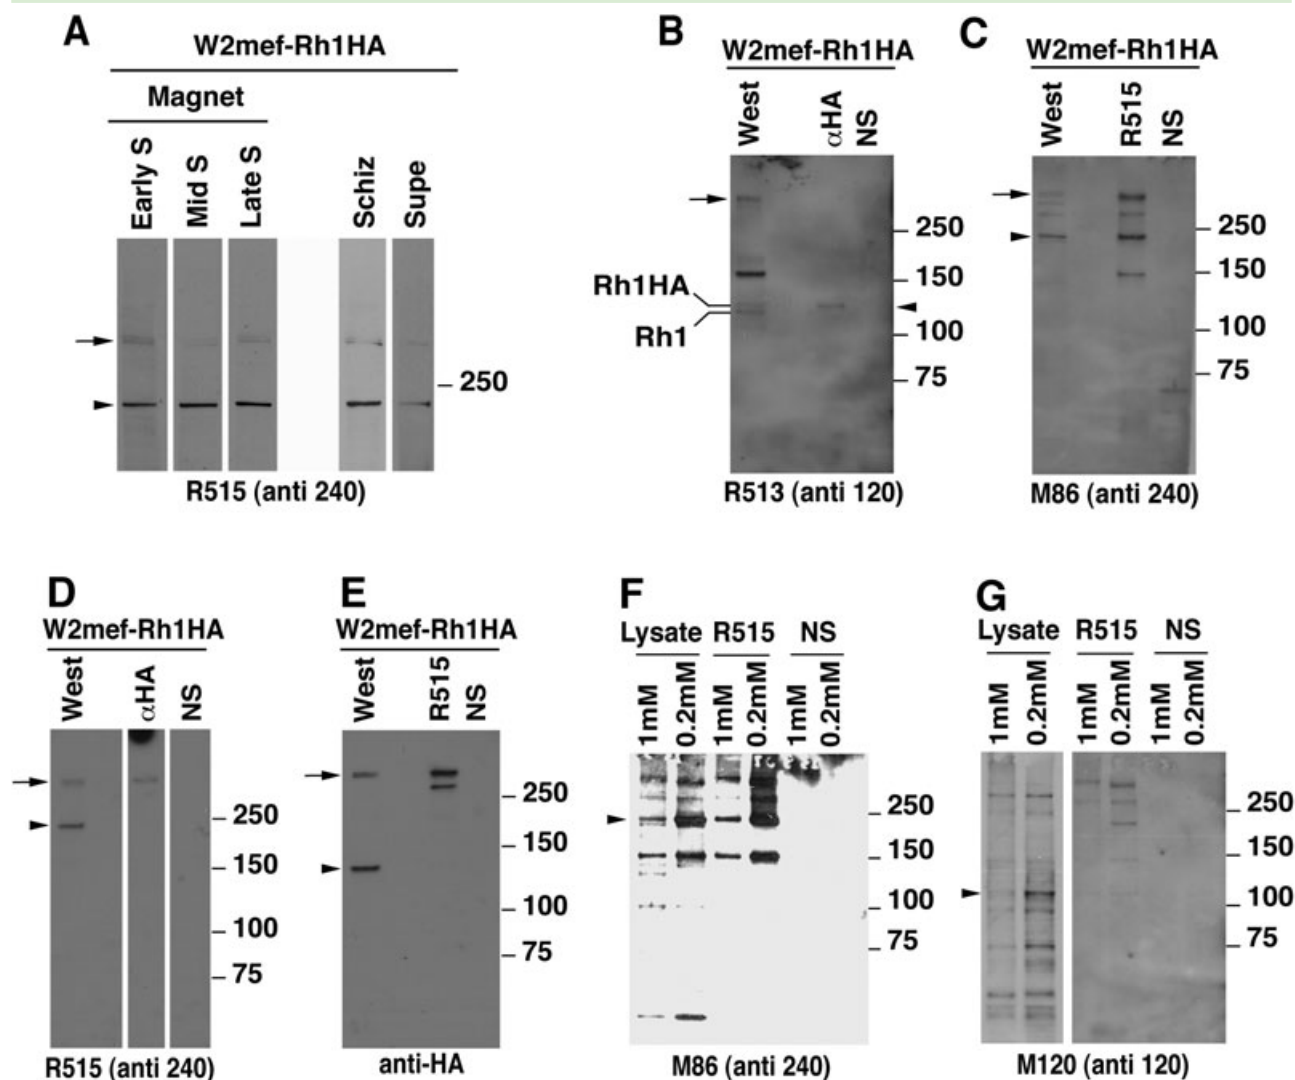 A
W2mef-Rh1HA
Magnet
Early S
Mid S
Late S
Schiz
Supe
250
R515 (anti 240)
B
W2mef-Rh1HA
West
αHA
NS
Rh1HA
Rh1
250
150
100
75
R513 (anti 120)
C
W2mef-Rh1HA
West
R515
NS
250
150
100
75
M86 (anti 240)
D
W2mef-Rh1HA
West
αHA
NS
250
150
100
75
R515 (anti 240)
E
W2mef-Rh1HA
West
R515
NS
250
150
100
75
anti-HA
F
Lysate R515 NS
1mM 0.2mM 1mM 0.2mM 1mM 0.2mM
250
150
100
75
M86 (anti 240)
G
Lysate R515 NS
1mM 0.2mM 1mM 0.2mM 1mM 0.2mM
250
150
100
75
M120 (anti 120)